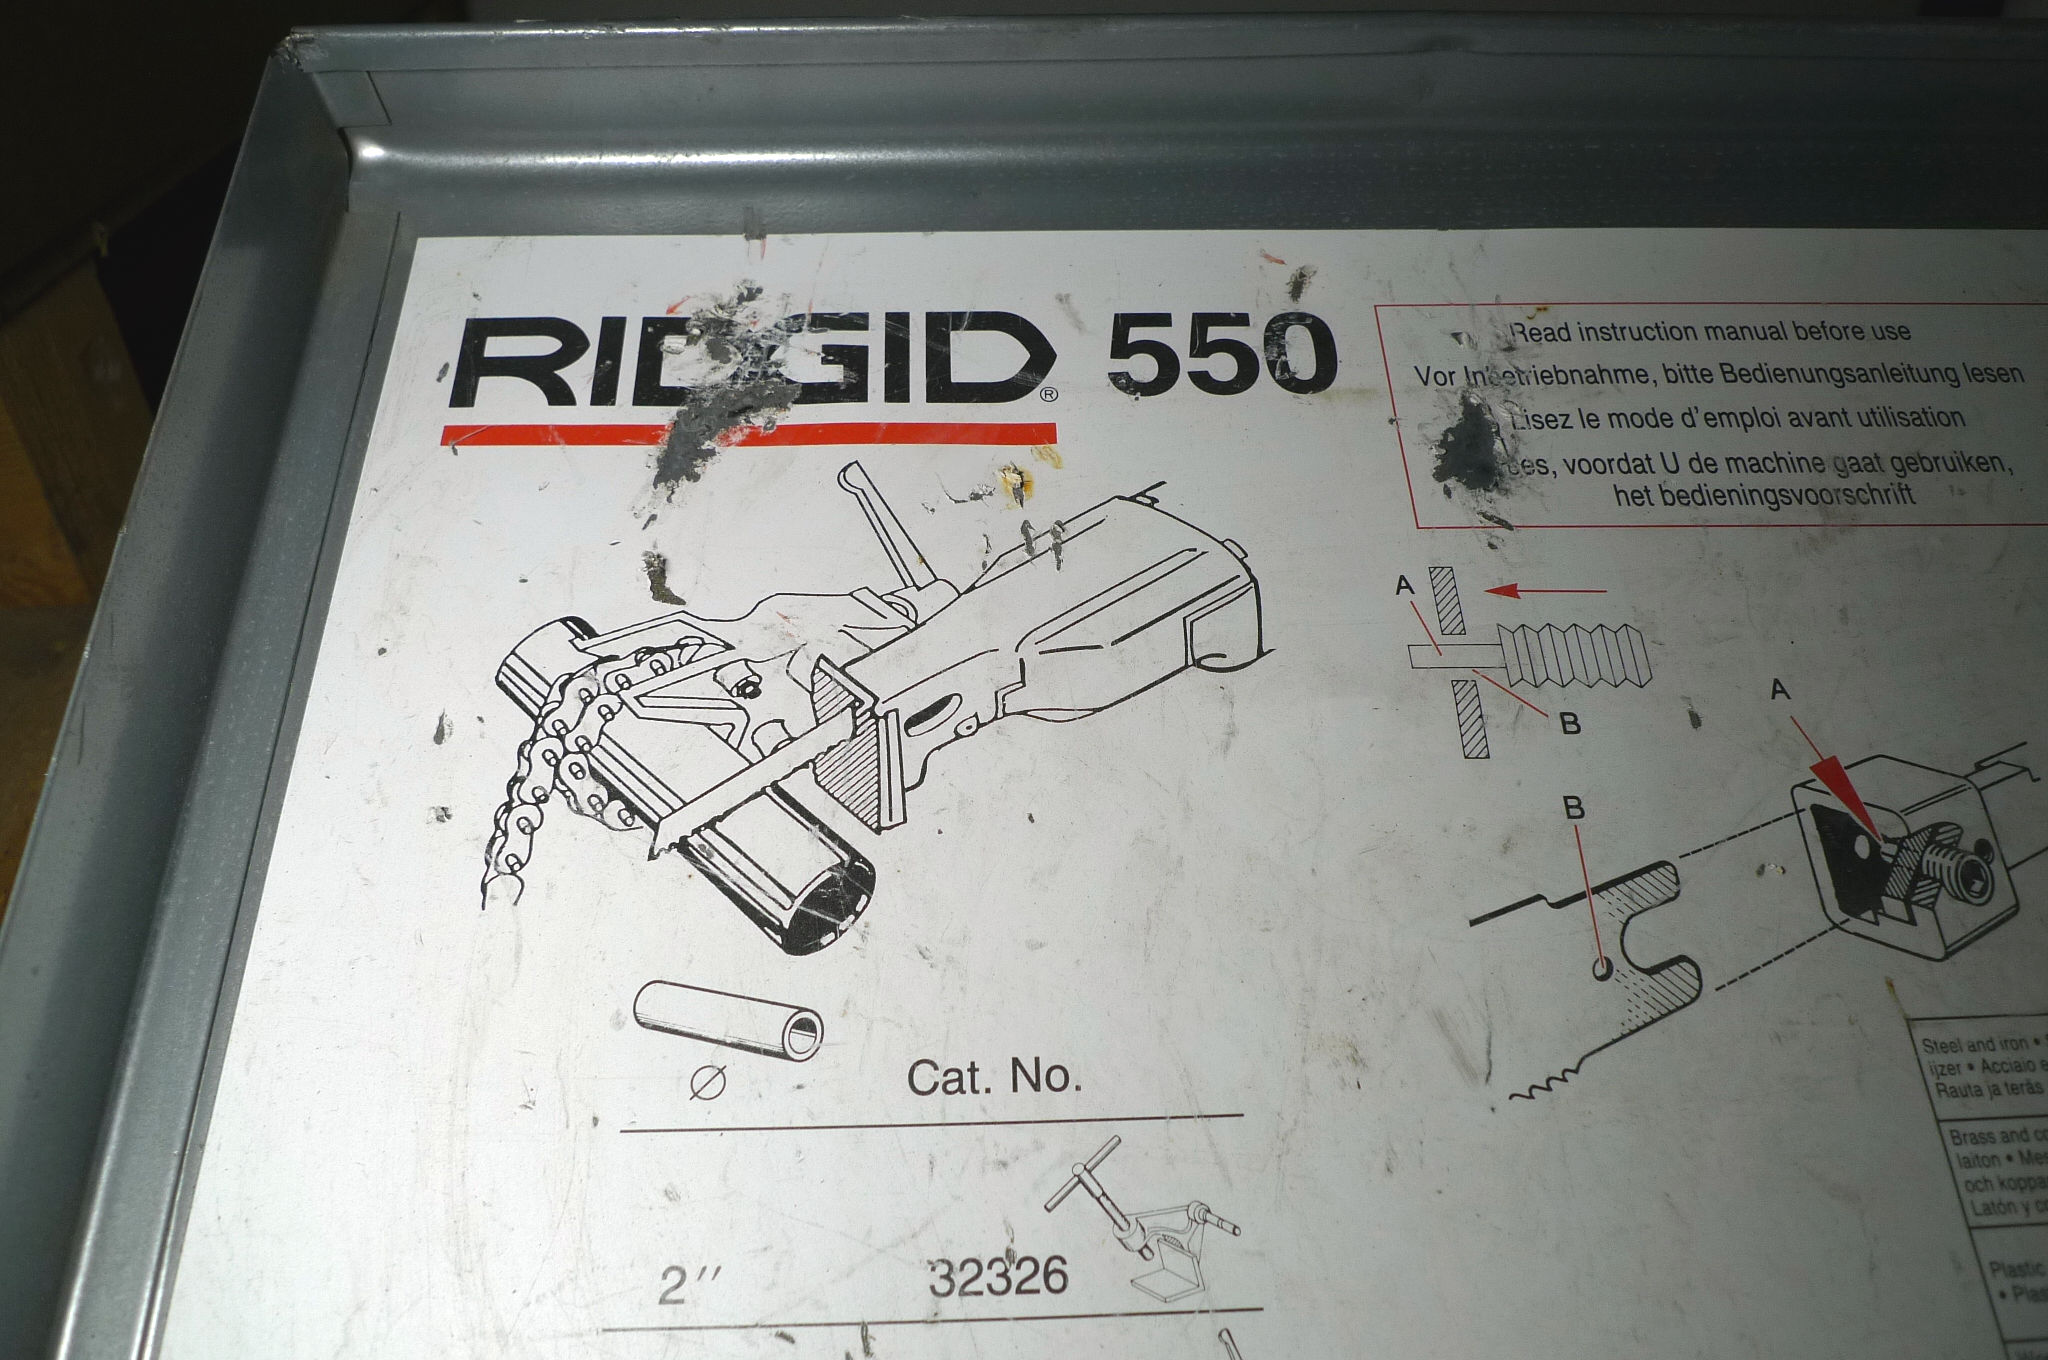 RIDGID® 550
Read instruction manual before use
Vor Inbetriebnahme, bitte Bedienungsanleitung lesen
Lisez le mode d'emploi avant utilisation
voordat U de machine gaat gebruiken,
het bedieningsvoorschrift
A
B
A
B
Ø Cat. No.
2" 32326
Steel and iron •
ijzer • Acciaio
Rauta ja teräs
Brass and
laiton •
och
Latón y
Plastic
•